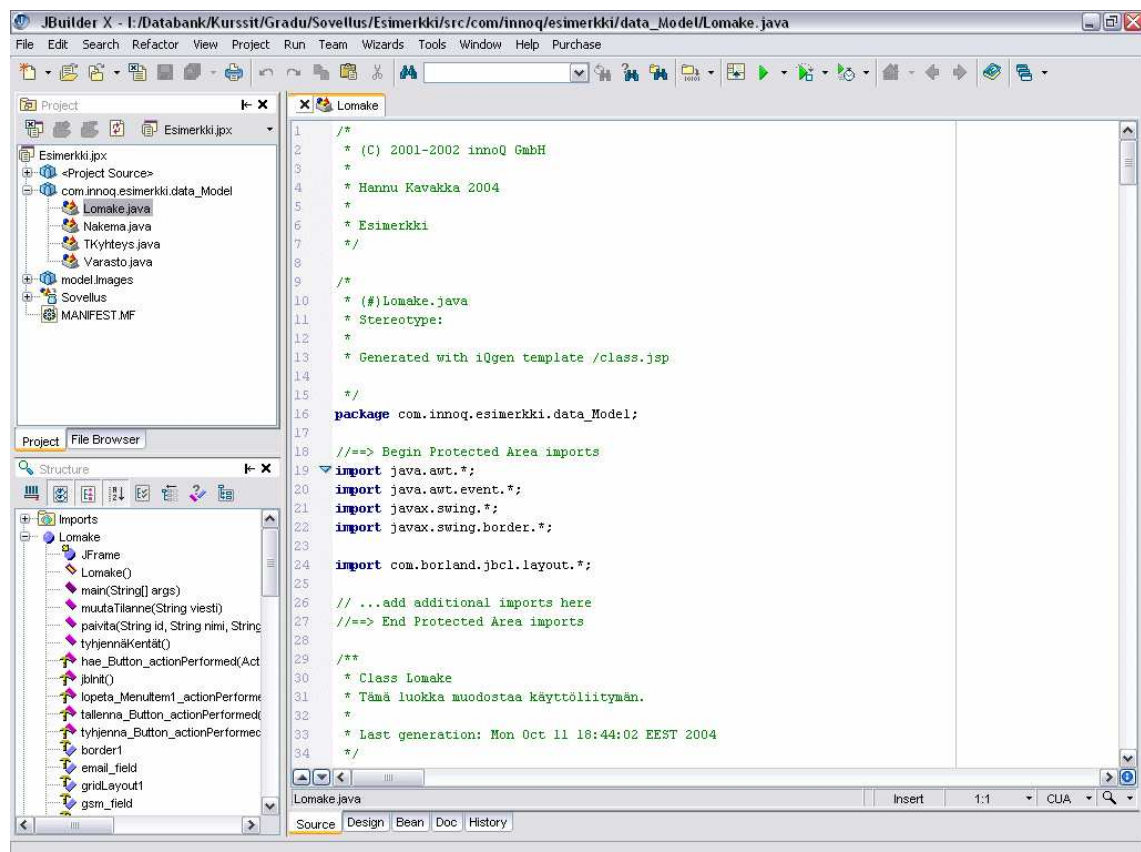 JBuilder X - I:/Databank/Kurssit/Gradu/Sovellus/Esimerkki/src/com/innoq/esimerkki/data_Model/Lomake.java
File Edit Search Refactor View Project Run Team Wizards Tools Window Help Purchase
Project
Esimerkki.jpx
Esimerkki.jpx
<Project Source>
com.innoq.esimerkki.data_Model
Lomake.java
Nakema.java
TKyhteys.java
Varasto.java
model.Images
Sovellus
MANIFEST.MF
Project File Browser
Structure
Imports
Lomake
JFrame
Lomake()
main(String[] args)
muutaTilanne(String viesti)
paivita(String id, String nimi, String
tyhjennäKentät()
hae_Button_actionPerformed(Act
jbInit()
lopeta_MenuItem1_actionPerforme
tallenna_Button_actionPerformed(
tyhjenna_Button_actionPerformec
border1
email_field
gridLayout1
gsm_field
Lomake
1 /*
2 * (C) 2001-2002 innoQ GmbH
3 *
4 * Hannu Kavakka 2004
5 *
6 * Esimerkki
7 */
8
9 /*
10 * (#)Lomake.java
11 * Stereotype:
12 *
13 * Generated with iQgen template /class.jsp
14
15 */
16 package com.innoq.esimerkki.data_Model;
17
18 //==> Begin Protected Area imports
19 import java.awt.*;
20 import java.awt.event.*;
21 import javax.swing.*;
22 import javax.swing.border.*;
23
24 import com.borland.jbcl.layout.*;
25
26 // ...add additional imports here
27 //==> End Protected Area imports
28
29 /**
30 * Class Lomake
31 * Tämä luokka muodostaa käyttöliitymän.
32 *
33 * Last generation: Mon Oct 11 18:44:02 EEST 2004
34 */
Lomake.java Insert 1:1 CUA
Source Design Bean Doc History